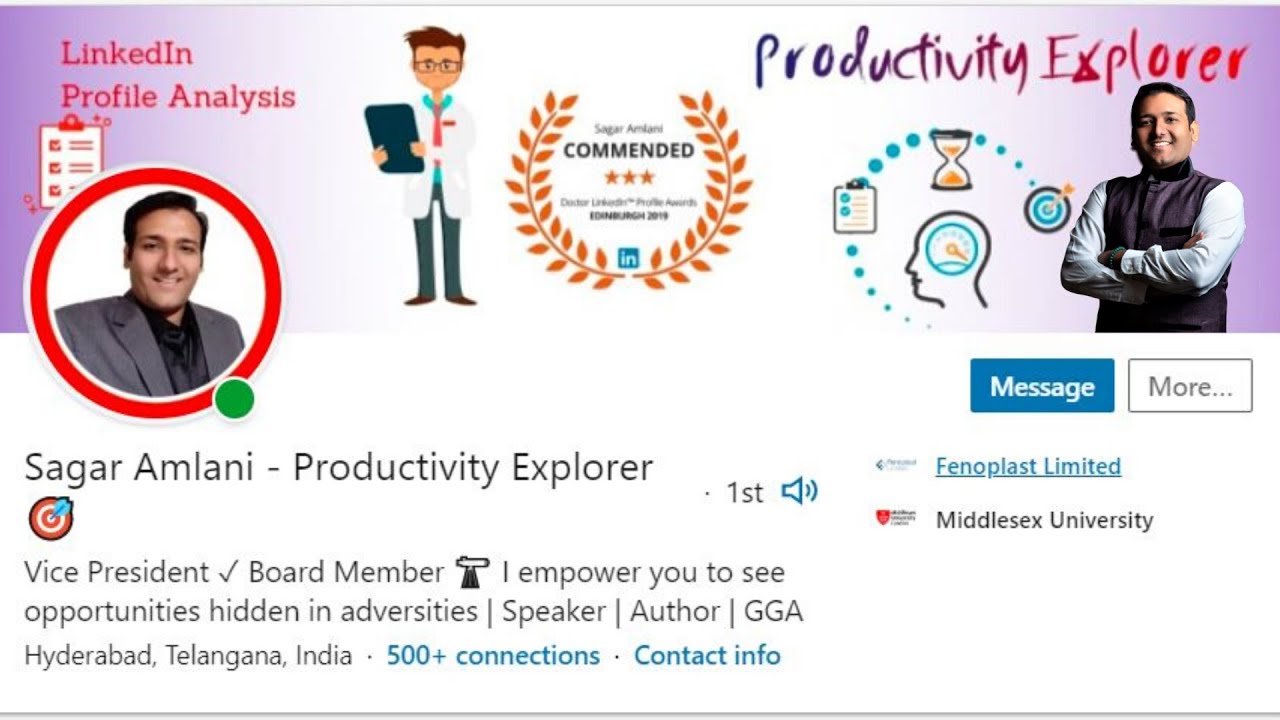 LinkedIn
Profile Analysis
Productivity Explorer
Sagar Amlani
COMMENDED
Doctor LinkedIn™ Profile Awards
EDINBURGH 2019
in
Message
More...
Sagar Amlani - Productivity Explorer
· 1st
Fenoplast Limited
Middlesex University
Vice President ✓ Board Member I empower you to see
opportunities hidden in adversities | Speaker | Author | GGA
Hyderabad, Telangana, India · 500+ connections · Contact info